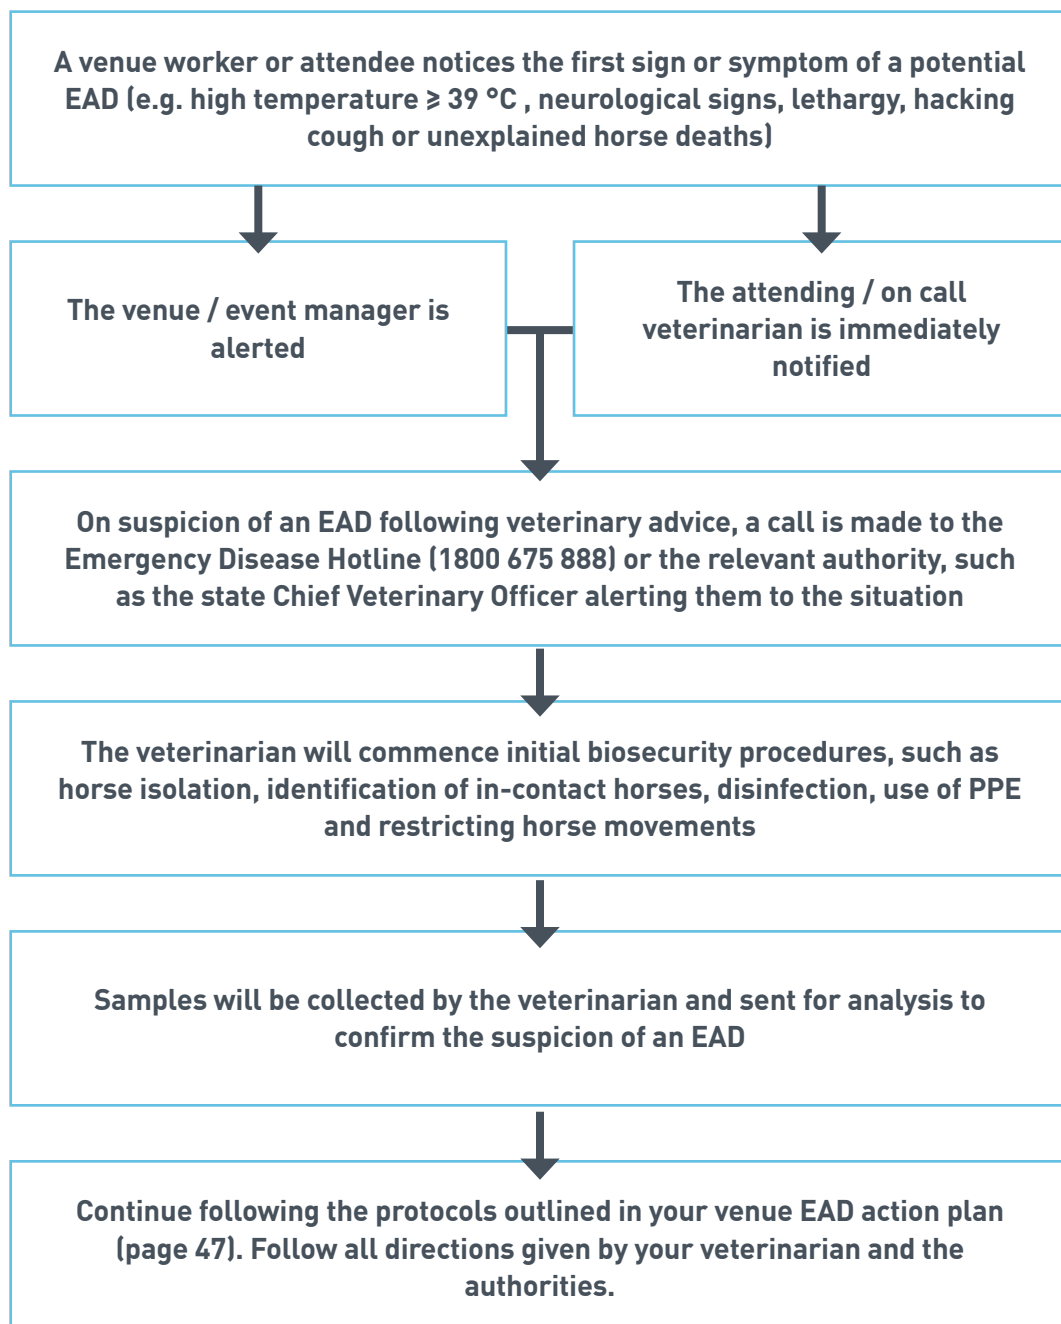 A venue worker or attendee notices the first sign or symptom of a potential
EAD (e.g. high temperature ≥ 39 °C , neurological signs, lethargy, hacking
cough or unexplained horse deaths)
The venue / event manager is
alerted
The attending / on call
veterinarian is immediately
notified
On suspicion of an EAD following veterinary advice, a call is made to the
Emergency Disease Hotline (1800 675 888) or the relevant authority, such
as the state Chief Veterinary Officer alerting them to the situation
The veterinarian will commence initial biosecurity procedures, such as
horse isolation, identification of in-contact horses, disinfection, use of PPE
and restricting horse movements
Samples will be collected by the veterinarian and sent for analysis to
confirm the suspicion of an EAD
Continue following the protocols outlined in your venue EAD action plan
(page 47). Follow all directions given by your veterinarian and the
authorities.